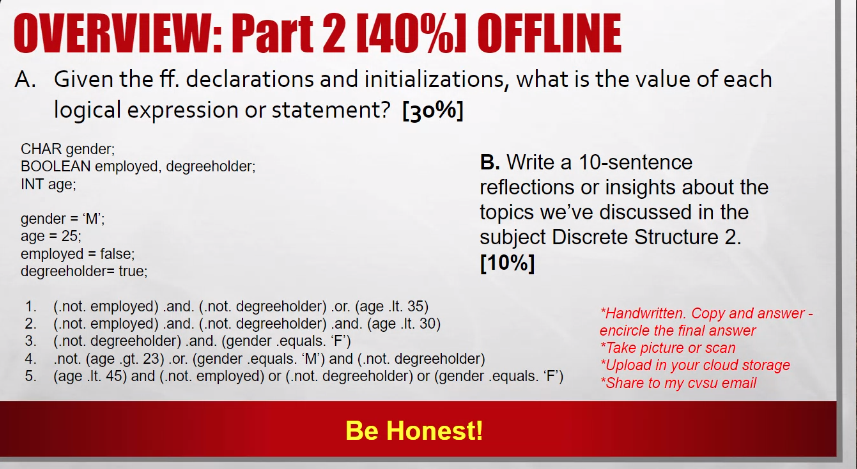 OVERVIEW: Part 2 [40%] OFFLINE
A. Given the ff. declarations and initializations, what is the value of each
logical expression or statement? [30%]
CHAR gender;
BOOLEAN employed, degreeholder;
INT age;
gender = ‘M’;
age = 25;
employed = false;
degreeholder= true;
1. (.not. employed) .and. (.not. degreeholder) .or. (age .lt. 35)
2. (.not. employed) .and. (.not. degreeholder) .and. (age .lt. 30)
3. (.not. degreeholder) .and. (gender .equals. ‘F’)
4. .not. (age .gt. 23) .or. (gender .equals. ‘M’) and (.not. degreeholder)
5. (age .lt. 45) and (.not. employed) or (.not. degreeholder) or (gender .equals. ‘F’)
B. Write a 10-sentence
reflections or insights about the
topics we’ve discussed in the
subject Discrete Structure 2.
[10%]
*Handwritten. Copy and answer -
encircle the final answer
*Take picture or scan
*Upload in your cloud storage
*Share to my cvsu email
Be Honest!